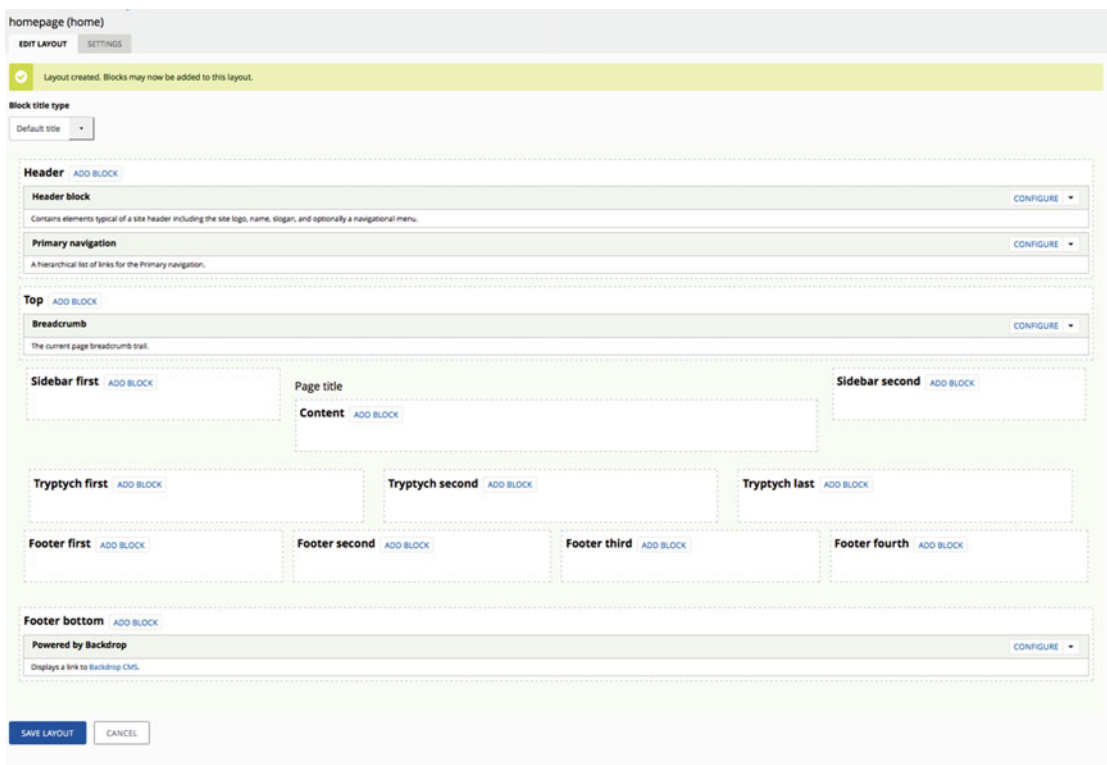 homepage (home)
EDIT LAYOUT SETTINGS
Layout created. Blocks may now be added to this layout.
Block title type
Default title
Header ADD BLOCK
Header block CONFIGURE
Contains elements typical of a site header including the site logo, name, slogan, and optionally a navigational menu.
Primary navigation CONFIGURE
A hierarchical list of links for the Primary navigation.
Top ADD BLOCK
Breadcrumb CONFIGURE
The current page breadcrumb trail.
Sidebar first ADD BLOCK
Page title
Content ADD BLOCK
Sidebar second ADD BLOCK
Tryptych first ADD BLOCK
Tryptych second ADD BLOCK
Tryptych last ADD BLOCK
Footer first ADD BLOCK
Footer second ADD BLOCK
Footer third ADD BLOCK
Footer fourth ADD BLOCK
Footer bottom ADD BLOCK
Powered by Backdrop CONFIGURE
Displays a link to Backdrop CMS.
SAVE LAYOUT CANCEL